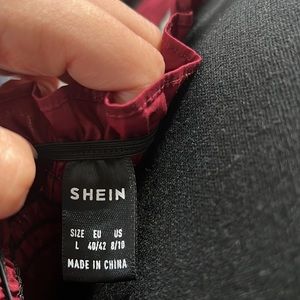 SHEIN
SIZE EU US
L 40/42 8/10
MADE IN CHINA